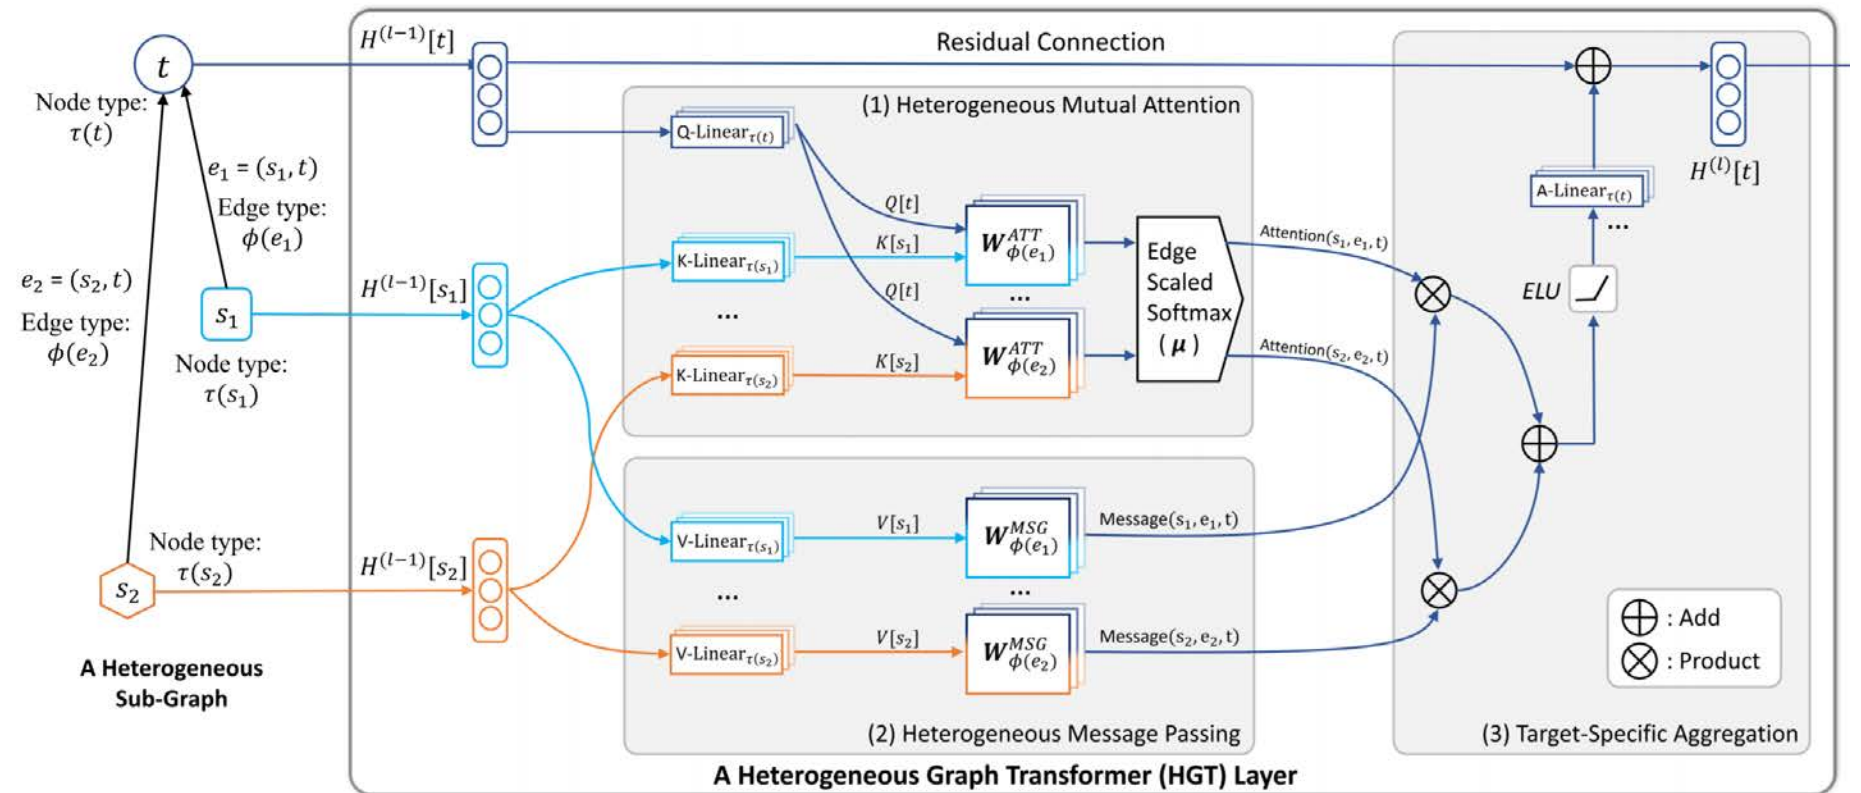 t
Node type:
τ(t)
e₁ = (s₁, t)
Edge type:
ϕ(e₁)
e₂ = (s₂, t)
Edge type:
ϕ(e₂)
s₁
Node type:
τ(s₁)
Node type:
τ(s₂)
s₂
A Heterogeneous
Sub-Graph
H^(l−1)[t]
H^(l−1)[s₁]
H^(l−1)[s₂]
Residual Connection
(1) Heterogeneous Mutual Attention
Q-Linear_τ(t)
Q[t]
K-Linear_τ(s₁)
K[s₁]
W^ATT_ϕ(e₁)
...
...
Q[t]
K-Linear_τ(s₂)
K[s₂]
W^ATT_ϕ(e₂)
Edge
Scaled
Softmax
(μ)
Attention(s₁, e₁, t)
Attention(s₂, e₂, t)
V-Linear_τ(s₁)
V[s₁]
W^MSG_ϕ(e₁)
Message(s₁, e₁, t)
...
...
V-Linear_τ(s₂)
V[s₂]
W^MSG_ϕ(e₂)
Message(s₂, e₂, t)
(2) Heterogeneous Message Passing
H^(l)[t]
A-Linear_τ(t)
...
ELU
: Add
: Product
(3) Target-Specific Aggregation
A Heterogeneous Graph Transformer (HGT) Layer